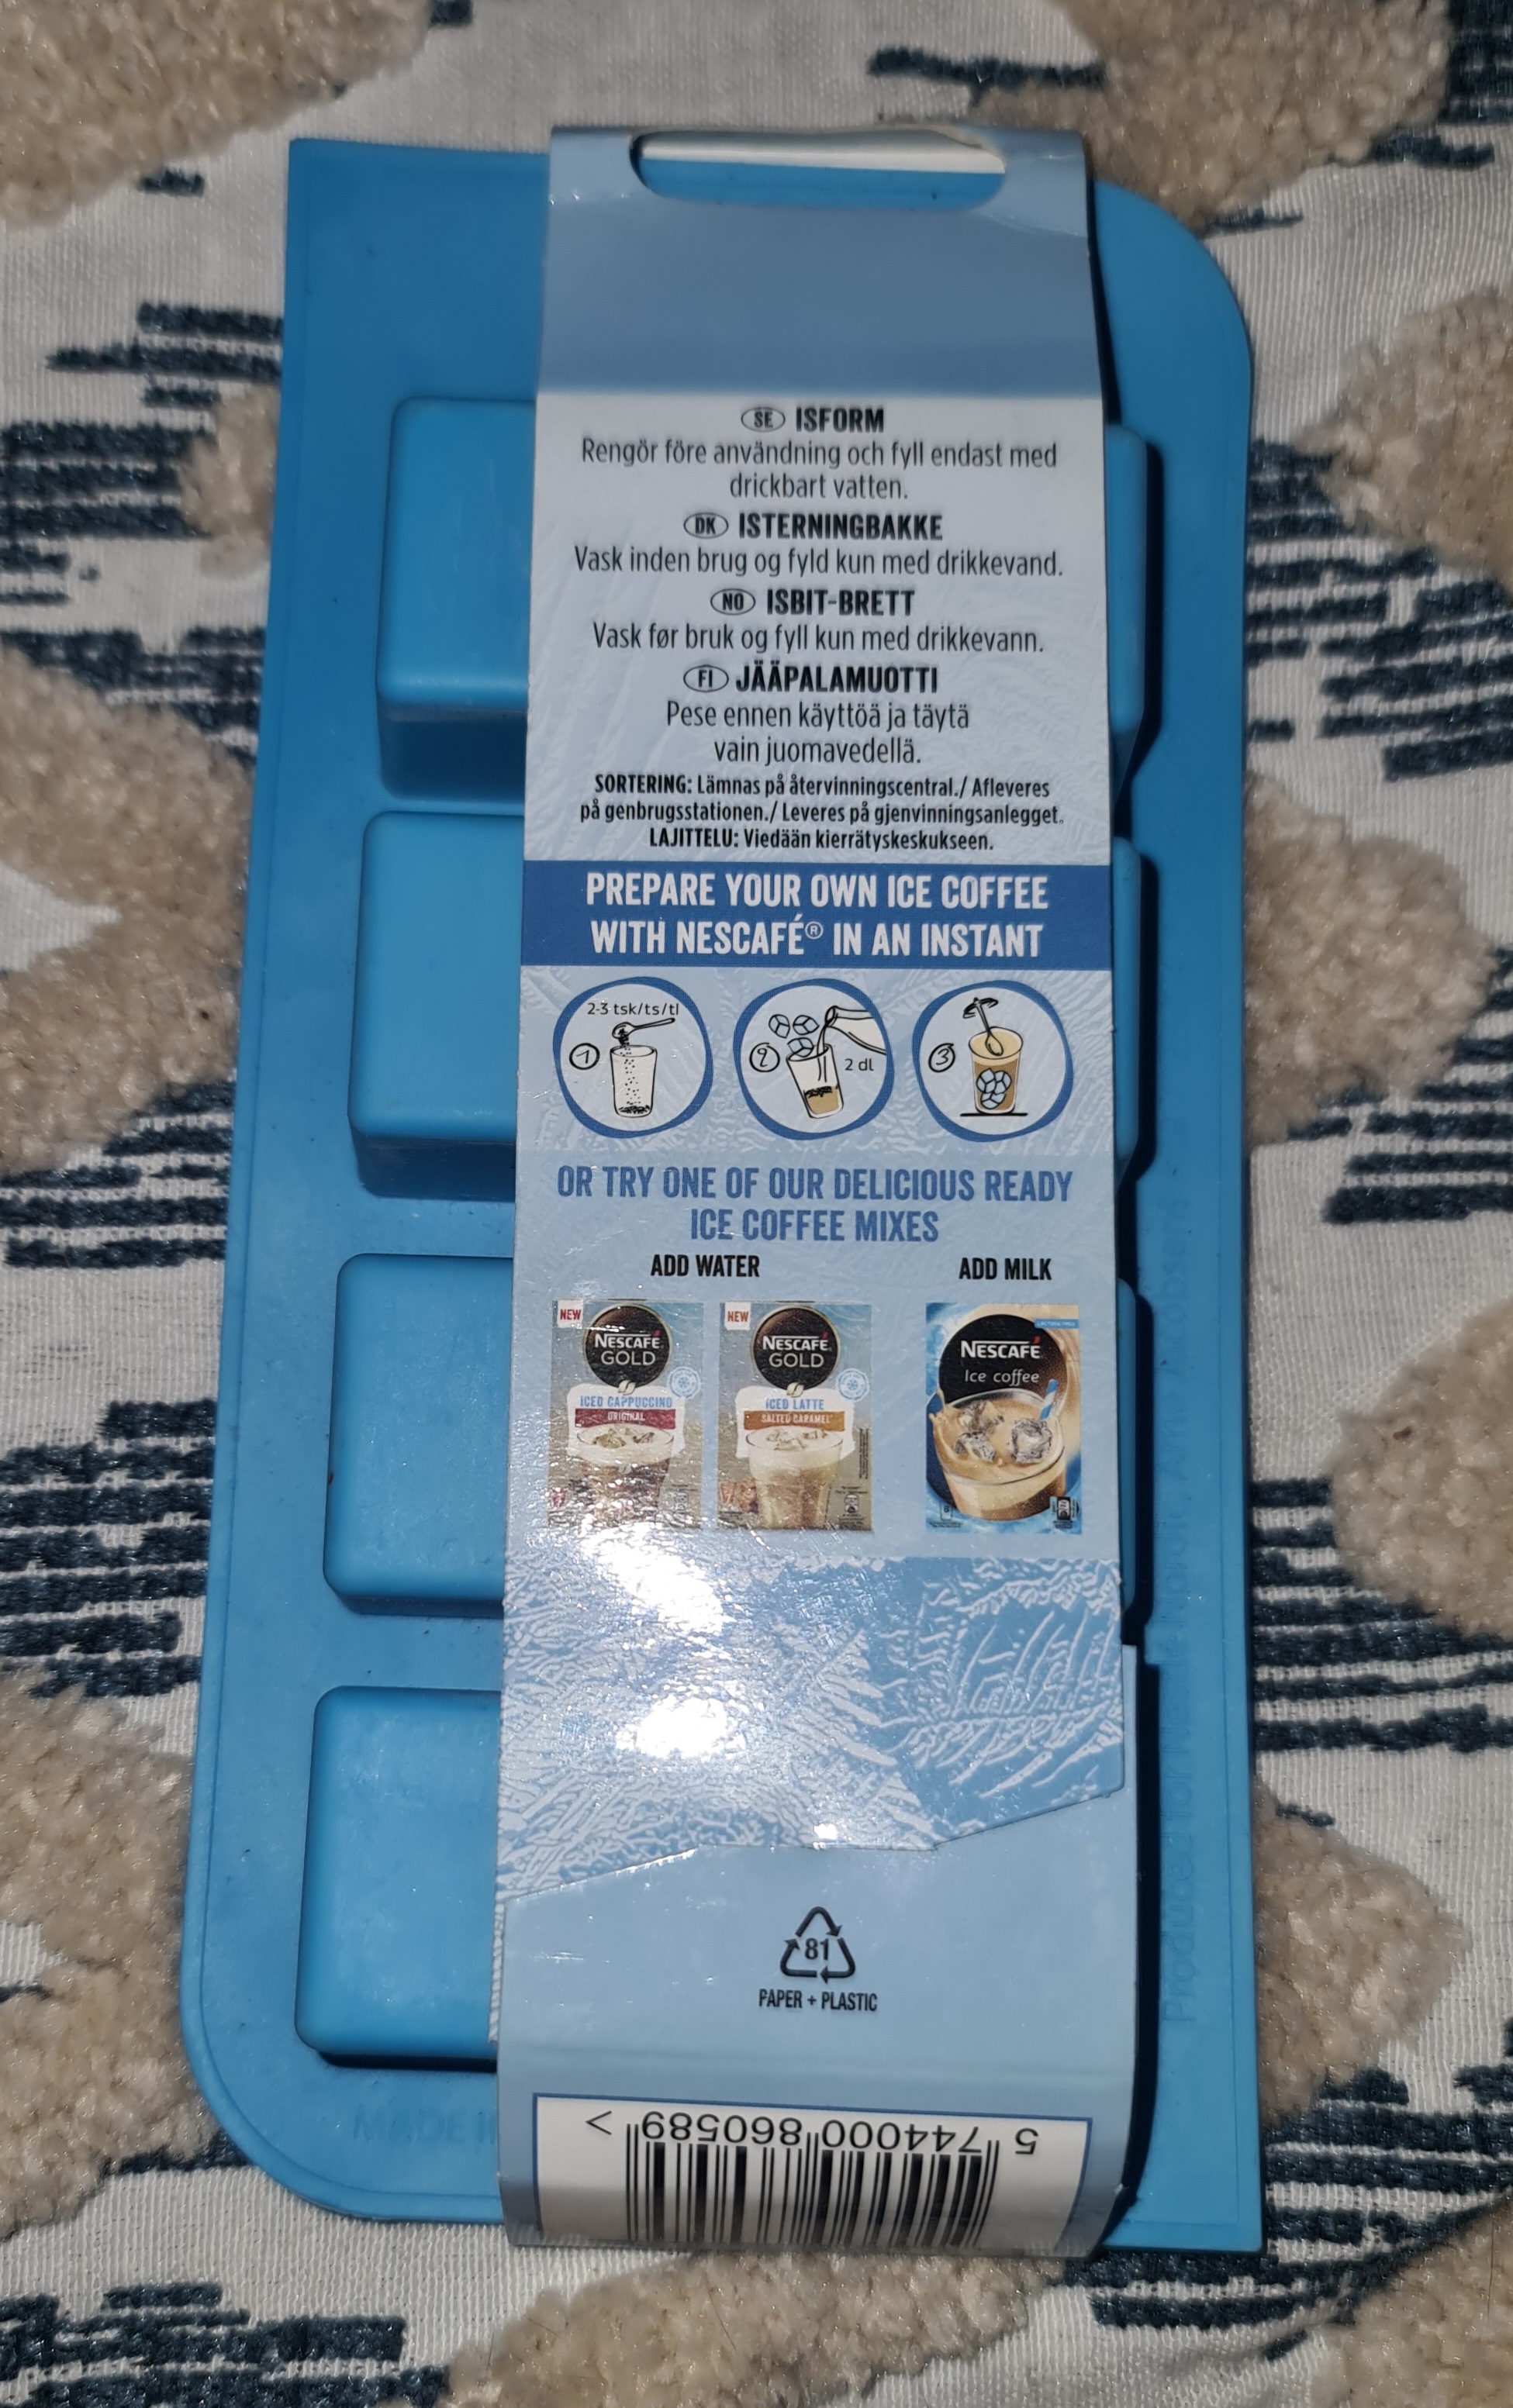 SE ISFORM
Rengör före användning och fyll endast med
drickbart vatten.
DK ISTERNINGBAKKE
Vask inden brug og fyld kun med drikkevand.
NO ISBIT-BRETT
Vask før bruk og fyll kun med drikkevann.
FI JÄÄPALAMUOTTI
Pese ennen käyttöä ja täytä
vain juomavedellä.
SORTERING: Lämnas på återvinningscentral./ Afleveres
på genbrugsstationen./ Leveres på gjenvinningsanlegget.
LAJITTELU: Viedään kierrätyskeskukseen.
PREPARE YOUR OWN ICE COFFEE
WITH NESCAFÉ® IN AN INSTANT
2-3 tsk/ts/tl
1
2
2 dl
3
OR TRY ONE OF OUR DELICIOUS READY
ICE COFFEE MIXES
ADD WATER
ADD MILK
NEW
NESCAFÉ
GOLD
ICED CAPPUCCINO
ORIGINAL
NEW
NESCAFÉ
GOLD
ICED LATTE
SALTED CARAMEL
LACTOSE FREE
NESCAFÉ
Ice coffee
81
PAPER + PLASTIC
5 744000 860589 >
MADE I
Produced for